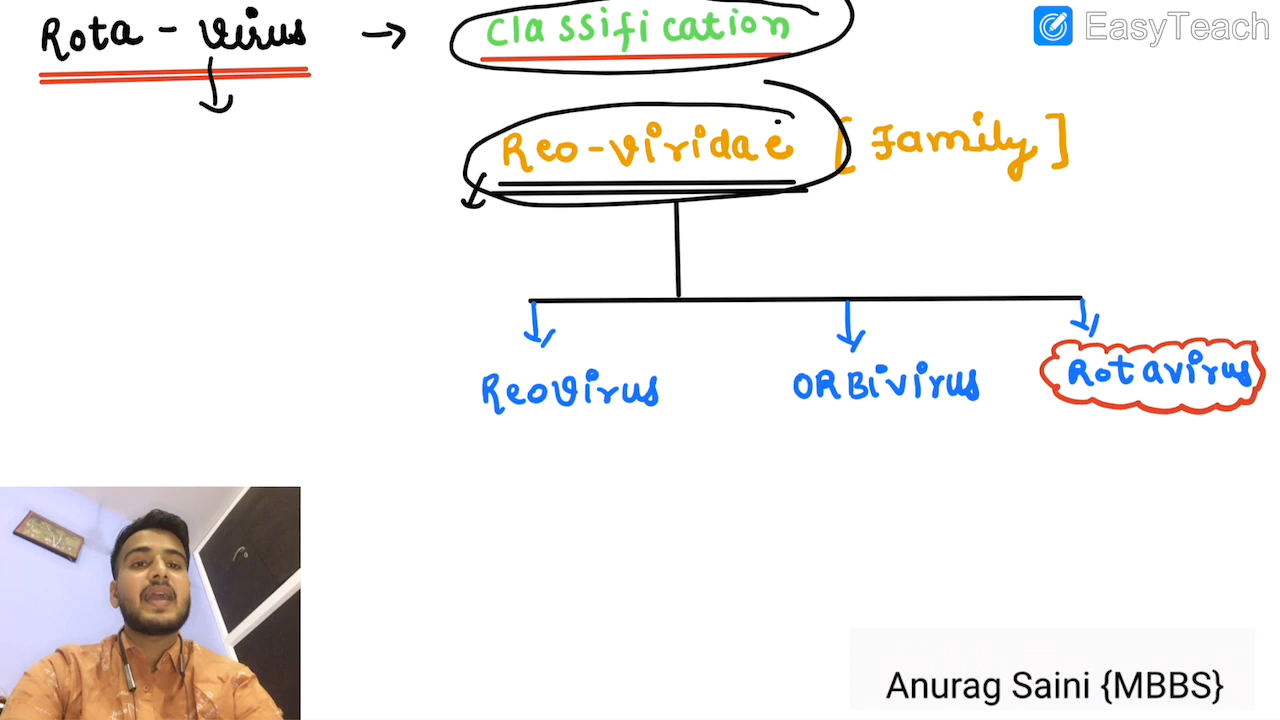 Rota - Virus → Classification
EasyTeach
Reo-viridae [Family]
Reovirus
ORBivirus
Rotavirus
Anurag Saini {MBBS}